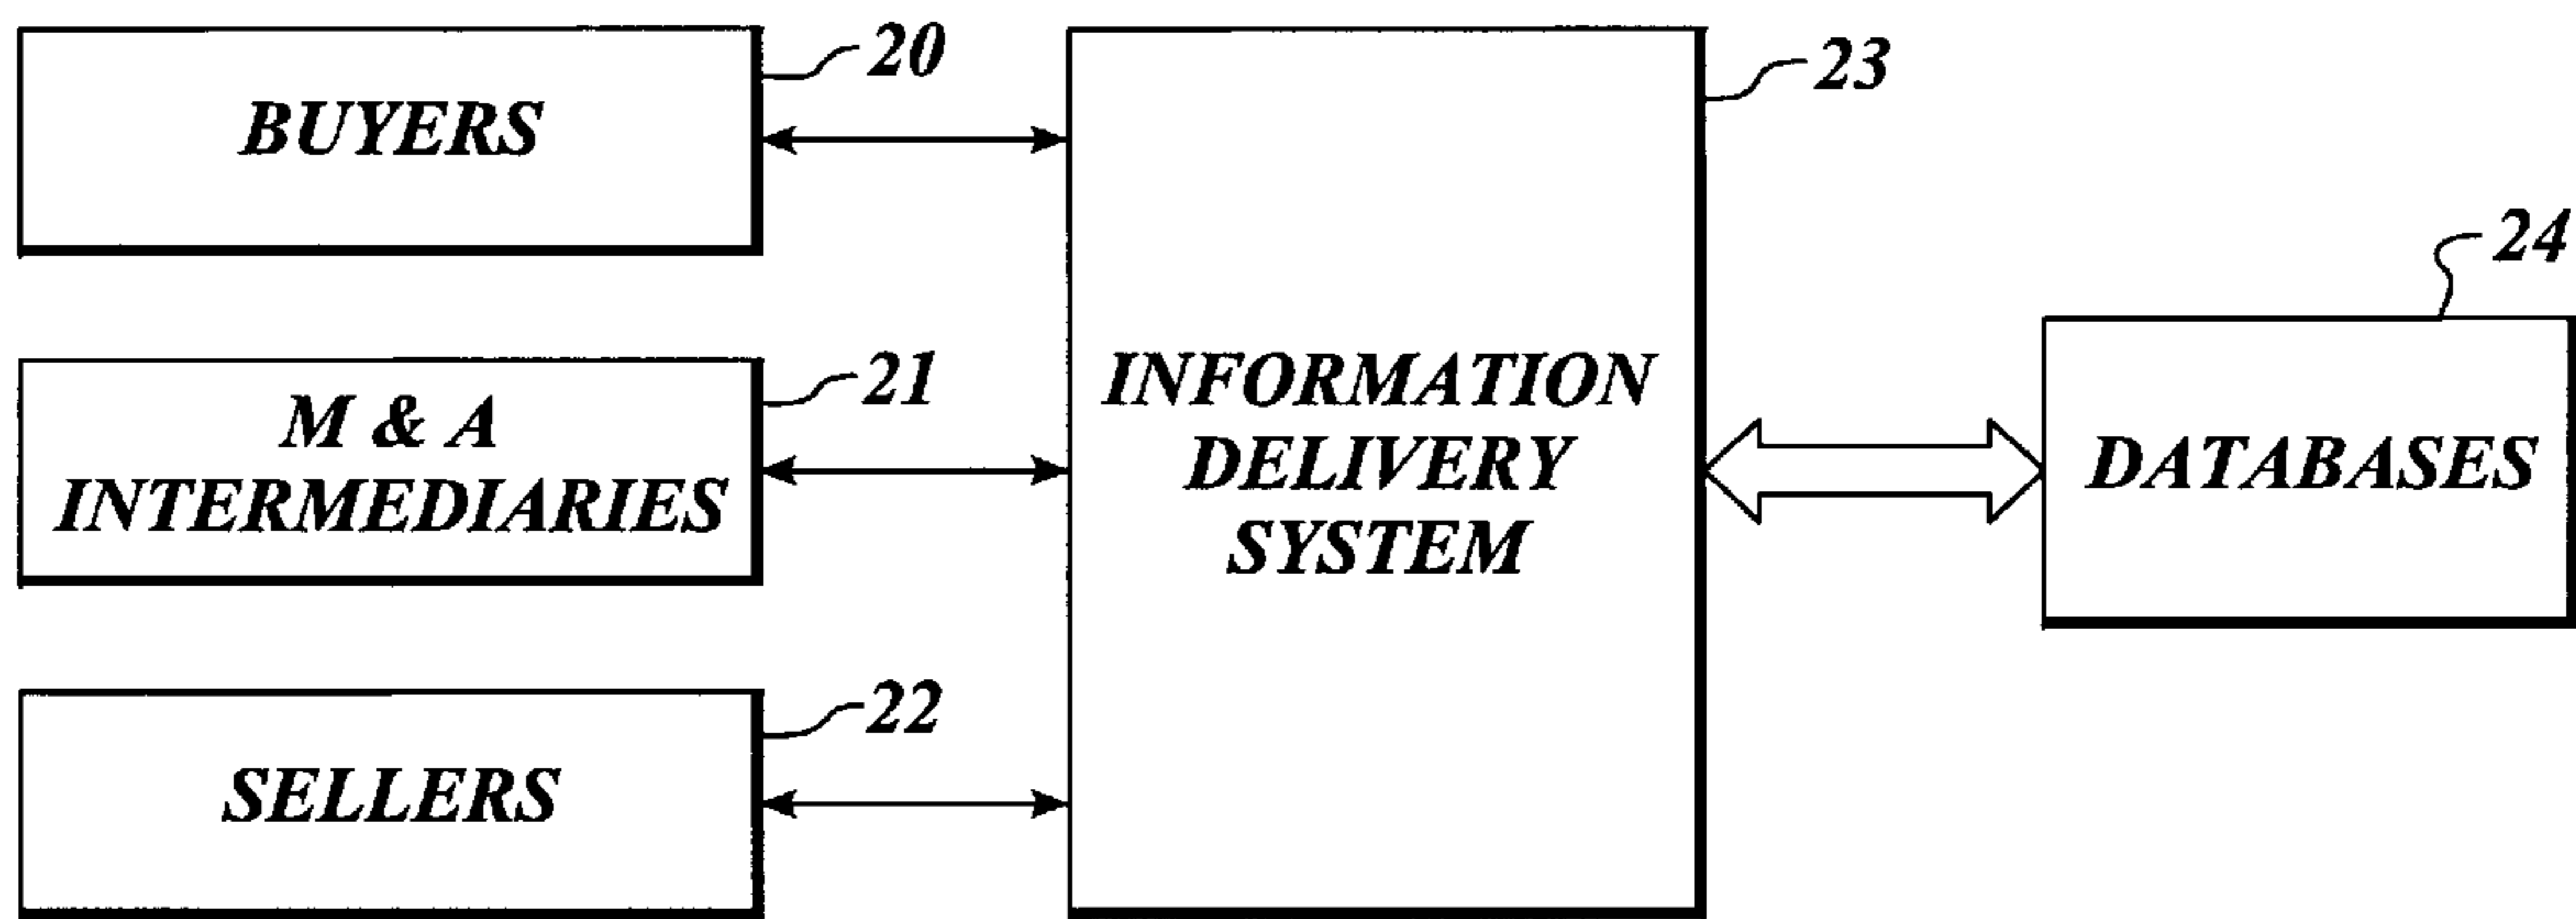 20
BUYERS
21
M & A
INTERMEDIARIES
22
SELLERS
23
INFORMATION
DELIVERY
SYSTEM
24
DATABASES